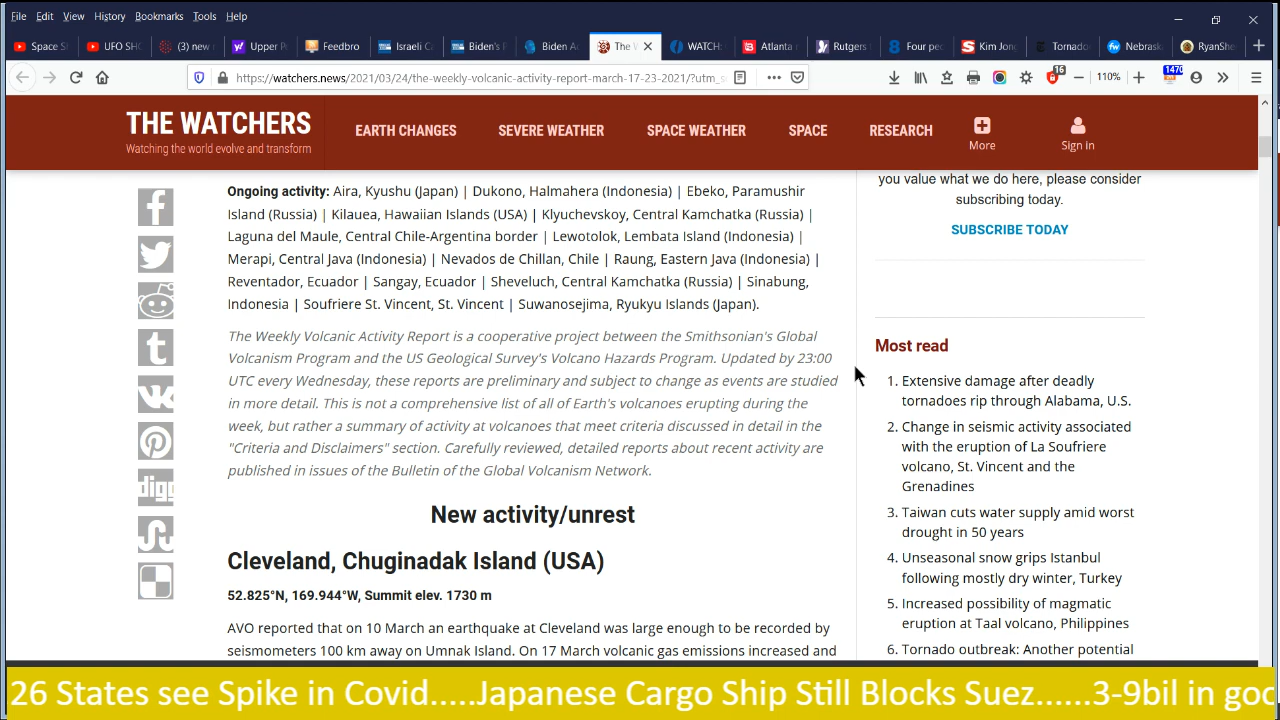 File Edit View History Bookmarks Tools Help
Space S UFO SHO (3) new Upper P Feedbro Israeli C Biden's Biden A The W WATCH: Atlanta Rutgers Four pec Kim Jon Tornado Nebrask RyanShe
https://watchers.news/2021/03/24/the-weekly-volcanic-activity-report-march-17-23-2021/?utm_s 16 110% 1470
THE WATCHERS
Watching the world evolve and transform
EARTH CHANGES SEVERE WEATHER SPACE WEATHER SPACE RESEARCH More Sign in
Ongoing activity: Aira, Kyushu (Japan) | Dukono, Halmahera (Indonesia) | Ebeko, Paramushir
Island (Russia) | Kilauea, Hawaiian Islands (USA) | Klyuchevskoy, Central Kamchatka (Russia) |
Laguna del Maule, Central Chile-Argentina border | Lewotolok, Lembata Island (Indonesia) |
Merapi, Central Java (Indonesia) | Nevados de Chillan, Chile | Raung, Eastern Java (Indonesia) |
Reventador, Ecuador | Sangay, Ecuador | Sheveluch, Central Kamchatka (Russia) | Sinabung,
Indonesia | Soufriere St. Vincent, St. Vincent | Suwanosejima, Ryukyu Islands (Japan).
The Weekly Volcanic Activity Report is a cooperative project between the Smithsonian's Global
Volcanism Program and the US Geological Survey's Volcano Hazards Program. Updated by 23:00
UTC every Wednesday, these reports are preliminary and subject to change as events are studied
in more detail. This is not a comprehensive list of all of Earth's volcanoes erupting during the
week, but rather a summary of activity at volcanoes that meet criteria discussed in detail in the
"Criteria and Disclaimers" section. Carefully reviewed, detailed reports about recent activity are
published in issues of the Bulletin of the Global Volcanism Network.
New activity/unrest
Cleveland, Chuginadak Island (USA)
52.825°N, 169.944°W, Summit elev. 1730 m
AVO reported that on 10 March an earthquake at Cleveland was large enough to be recorded by
seismometers 100 km away on Umnak Island. On 17 March volcanic gas emissions increased and
you value what we do here, please consider
subscribing today.
SUBSCRIBE TODAY
Most read
1. Extensive damage after deadly
tornadoes rip through Alabama, U.S.
2. Change in seismic activity associated
with the eruption of La Soufriere
volcano, St. Vincent and the
Grenadines
3. Taiwan cuts water supply amid worst
drought in 50 years
4. Unseasonal snow grips Istanbul
following mostly dry winter, Turkey
5. Increased possibility of magmatic
eruption at Taal volcano, Philippines
6. Tornado outbreak: Another potential
digg
26 States see Spike in Covid.....Japanese Cargo Ship Still Blocks Suez......3-9bil in goo